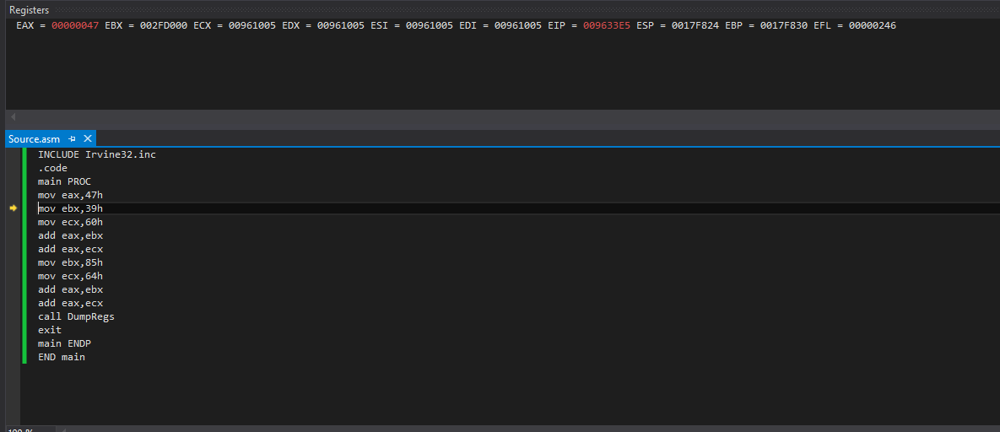 Registers
EAX = 00000047 EBX = 002FD000 ECX = 00961005 EDX = 00961005 ESI = 00961005 EDI = 00961005 EIP = 009633E5 ESP = 0017F824 EBP = 0017F830 EFL = 00000246
Source.asm
INCLUDE Irvine32.inc
.code
main PROC
mov eax,47h
mov ebx,39h
mov ecx,60h
add eax,ebx
add eax,ecx
mov ebx,85h
mov ecx,64h
add eax,ebx
add eax,ecx
call DumpRegs
exit
main ENDP
END main